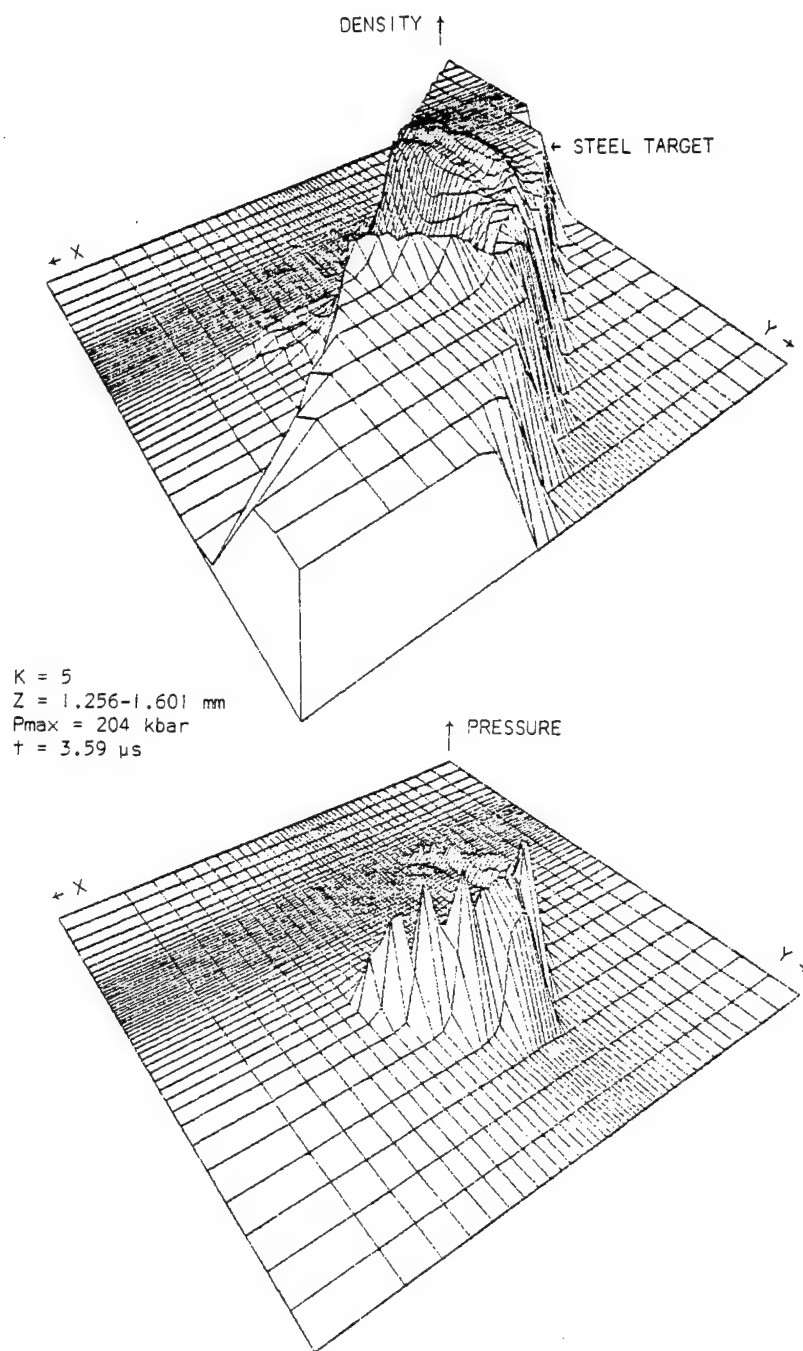 DENSITY ↑
← STEEL TARGET
← X
Y →
K = 5
Z = 1.256-1.601 mm
Pmax = 204 kbar
t = 3.59 µs
↑ PRESSURE
← X
Y →